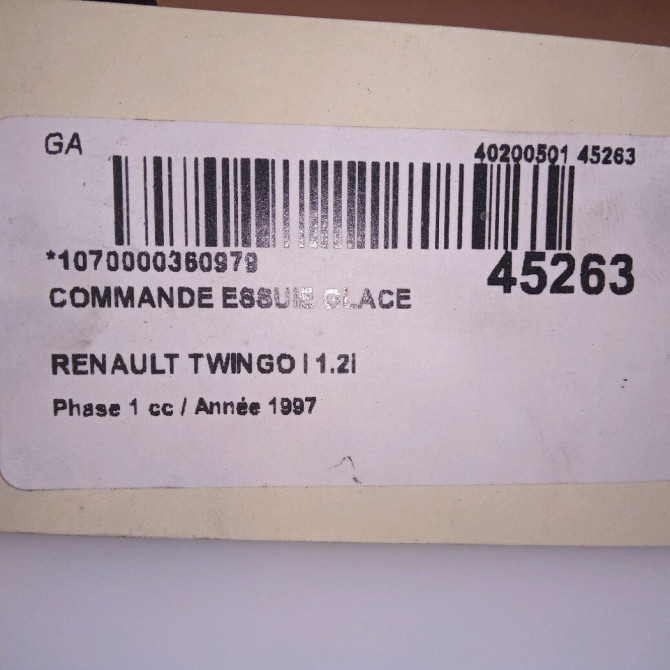 GA
40200501 45263
*1070000360979
45263
COMMANDE ESSUIE GLACE
RENAULT TWINGO I 1.2i
Phase 1 cc / Année 1997